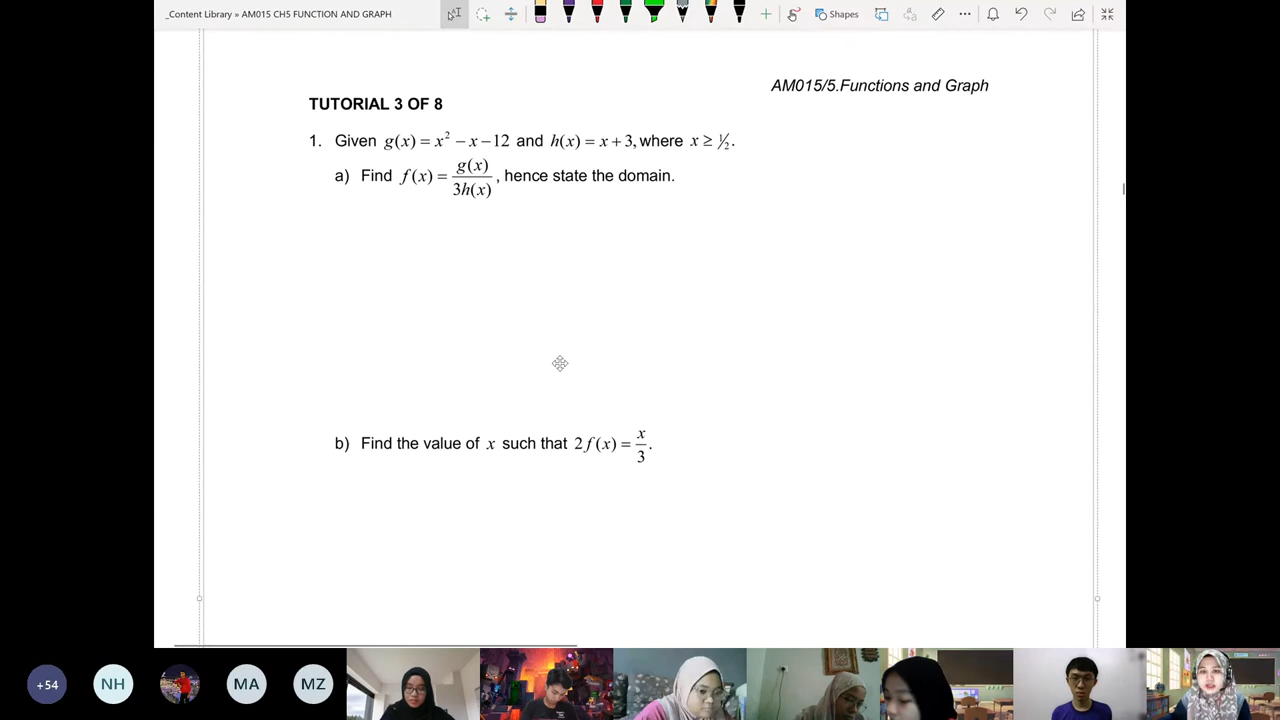 _Content Library » AM015 CH5 FUNCTION AND GRAPH
Shapes
AM015/5.Functions and Graph
TUTORIAL 3 OF 8
1. Given g(x) = x² − x − 12 and h(x) = x + 3, where x ≥ ½.
a) Find f(x) = g(x)/3h(x), hence state the domain.
b) Find the value of x such that 2f(x) = x/3.
+54
NH
MA
MZ